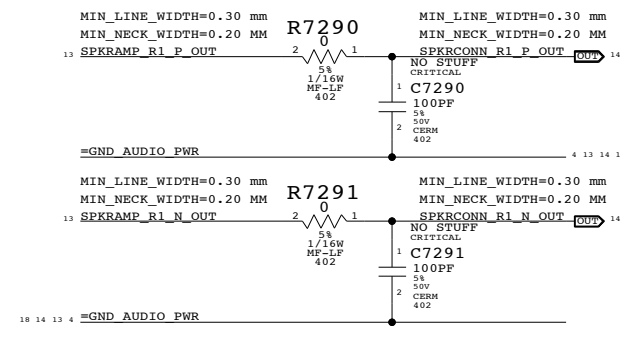 MIN_LINE_WIDTH=0.30 mm
MIN_NECK_WIDTH=0.20 MM
13 SPKRAMP_R1_P_OUT
R7290
0
2 1
5%
1/16W
MF-LF
402
MIN_LINE_WIDTH=0.30 mm
MIN_NECK_WIDTH=0.20 MM
SPKRCONN_R1_P_OUT OUT 14
NO STUFF
CRITICAL
1 C7290
100PF
5%
50V
2 CERM
402
=GND_AUDIO_PWR 4 13 14 1
MIN_LINE_WIDTH=0.30 mm
MIN_NECK_WIDTH=0.20 MM
13 SPKRAMP_R1_N_OUT
R7291
0
2 1
5%
1/16W
MF-LF
402
MIN_LINE_WIDTH=0.30 mm
MIN_NECK_WIDTH=0.20 MM
SPKRCONN_R1_N_OUT OUT 14
NO STUFF
CRITICAL
1 C7291
100PF
5%
50V
2 CERM
402
18 14 13 4 =GND_AUDIO_PWR